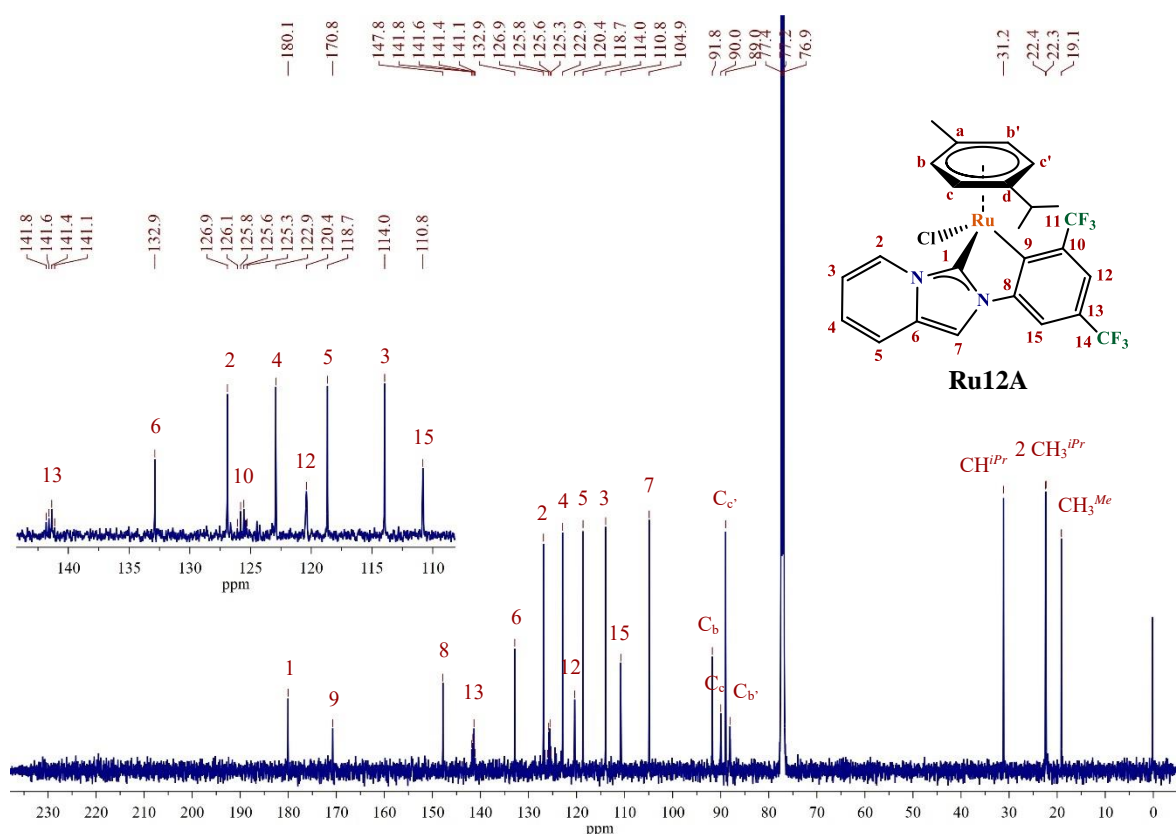 180.1 170.8 147.8 141.8 141.6 141.4 141.1 132.9 126.9 125.8 125.6 125.3 122.9 120.4 118.7 114.0 110.8 104.9 91.8 90.0 89.0 77.4 77.2 76.9 31.2 22.4 22.3 19.1
141.8 141.6 141.4 141.1 132.9 126.9 126.1 125.8 125.6 125.3 122.9 120.4 118.7 114.0 110.8
a b' b c' c d
11 CF3
Ru
Cl 9 10
2 1 12
3 N N 8 13
4 6 15 14 CF3
5 7
Ru12A
13 6 2 10 4 12 5 3 15
140 135 130 125 120 115 110
ppm
1 9 8 13 6 2 4 12 5 3 15 7 Cb Cc Cc' Cb' CHiPr 2 CH3iPr CH3Me
230 220 210 200 190 180 170 160 150 140 130 120 110 100 90 80 70 60 50 40 30 20 10 0
ppm